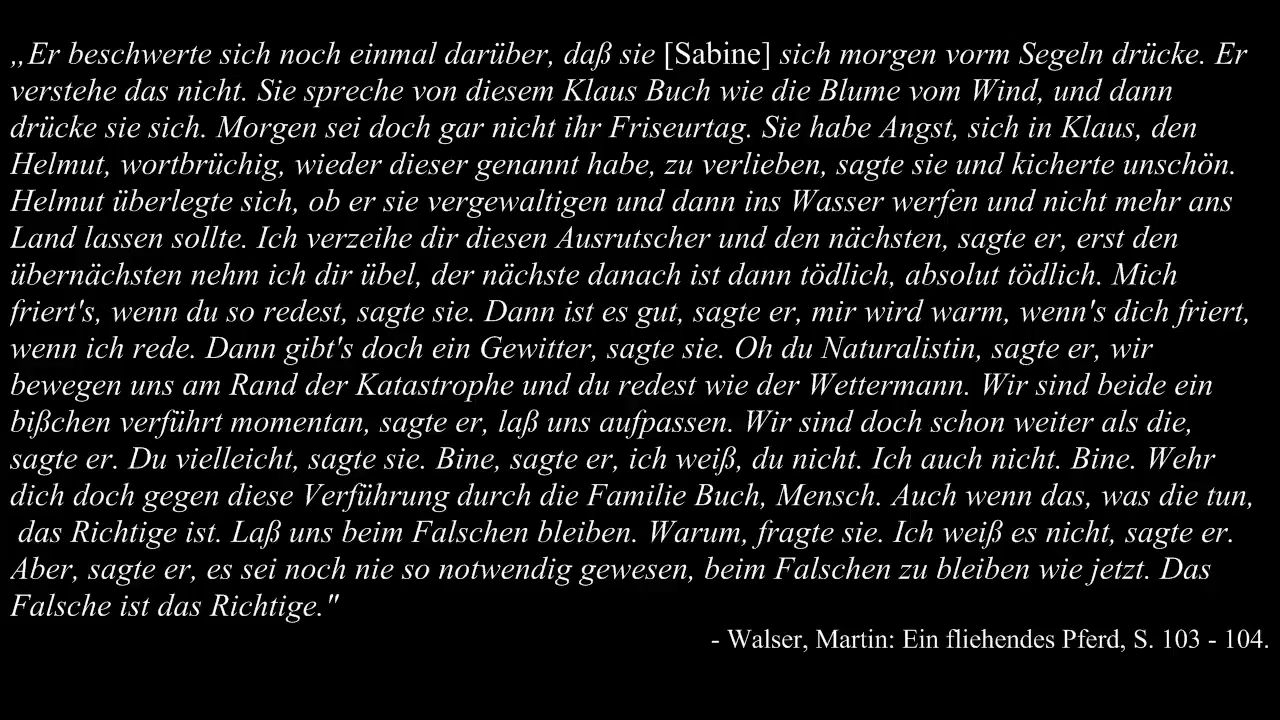 „Er beschwerte sich noch einmal darüber, daß sie [Sabine] sich morgen vorm Segeln drücke. Er
verstehe das nicht. Sie spreche von diesem Klaus Buch wie die Blume vom Wind, und dann
drücke sie sich. Morgen sei doch gar nicht ihr Friseurtag. Sie habe Angst, sich in Klaus, den
Helmut, wortbrüchig, wieder dieser genannt habe, zu verlieben, sagte sie und kicherte unschön.
Helmut überlegte sich, ob er sie vergewaltigen und dann ins Wasser werfen und nicht mehr ans
Land lassen sollte. Ich verzeihe dir diesen Ausrutscher und den nächsten, sagte er, erst den
übernächsten nehm ich dir übel, der nächste danach ist dann tödlich, absolut tödlich. Mich
friert's, wenn du so redest, sagte sie. Dann ist es gut, sagte er, mir wird warm, wenn's dich friert,
wenn ich rede. Dann gibt's doch ein Gewitter, sagte sie. Oh du Naturalistin, sagte er, wir
bewegen uns am Rand der Katastrophe und du redest wie der Wettermann. Wir sind beide ein
bißchen verführt momentan, sagte er, laß uns aufpassen. Wir sind doch schon weiter als die,
sagte er. Du vielleicht, sagte sie. Bine, sagte er, ich weiß, du nicht. Ich auch nicht. Bine. Wehr
dich doch gegen diese Verführung durch die Familie Buch, Mensch. Auch wenn das, was die tun,
das Richtige ist. Laß uns beim Falschen bleiben. Warum, fragte sie. Ich weiß es nicht, sagte er.
Aber, sagte er, es sei noch nie so notwendig gewesen, beim Falschen zu bleiben wie jetzt. Das
Falsche ist das Richtige."
- Walser, Martin: Ein fliehendes Pferd, S. 103 - 104.